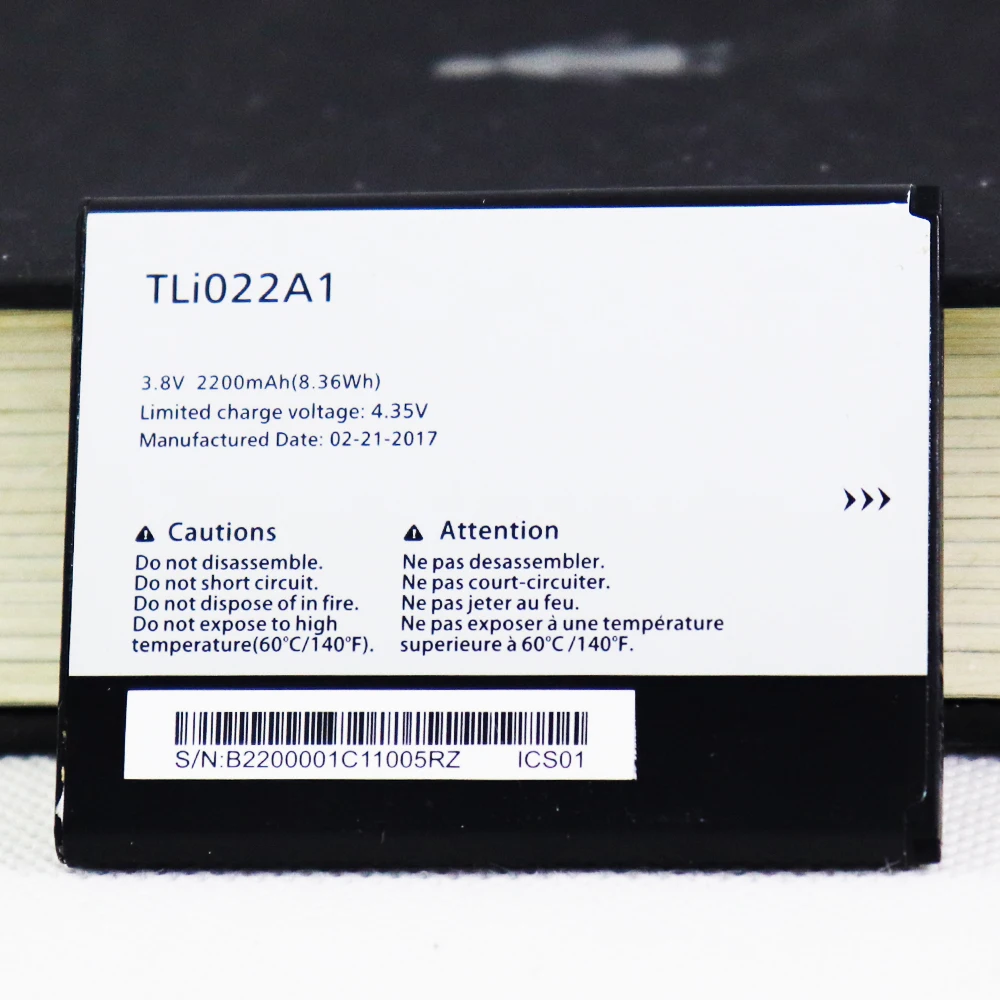 TLi022A1
3.8V 2200mAh(8.36Wh)
Limited charge voltage: 4.35V
Manufactured Date: 02-21-2017
Cautions
Do not disassemble.
Do not short circuit.
Do not dispose of in fire.
Do not expose to high
temperature(60°C/140°F).
Attention
Ne pas desassembler.
Ne pas court-circuiter.
Ne pas jeter au feu.
Ne pas exposer à une température
superieure à 60°C /140°F.
S/N:B2200001C11005RZ ICS01